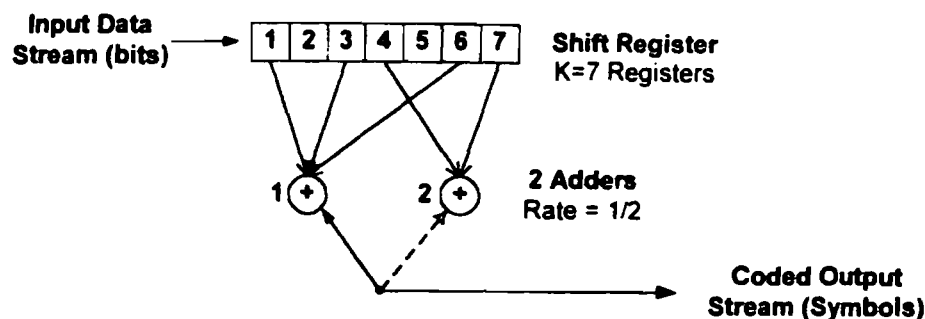 Input Data
Stream (bits)
1 2 3 4 5 6 7
Shift Register
K=7 Registers
1 +
2 +
2 Adders
Rate = 1/2
Coded Output
Stream (Symbols)